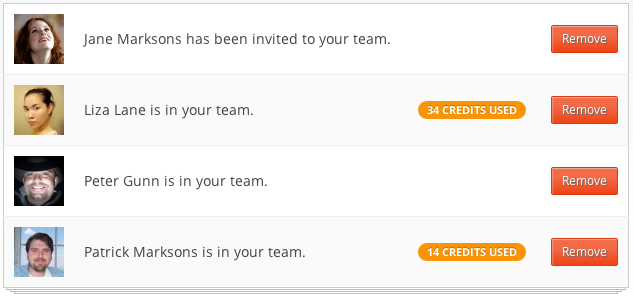 Jane Marksons has been invited to your team. Remove
Liza Lane is in your team. 34 CREDITS USED Remove
Peter Gunn is in your team. Remove
Patrick Marksons is in your team. 14 CREDITS USED Remove